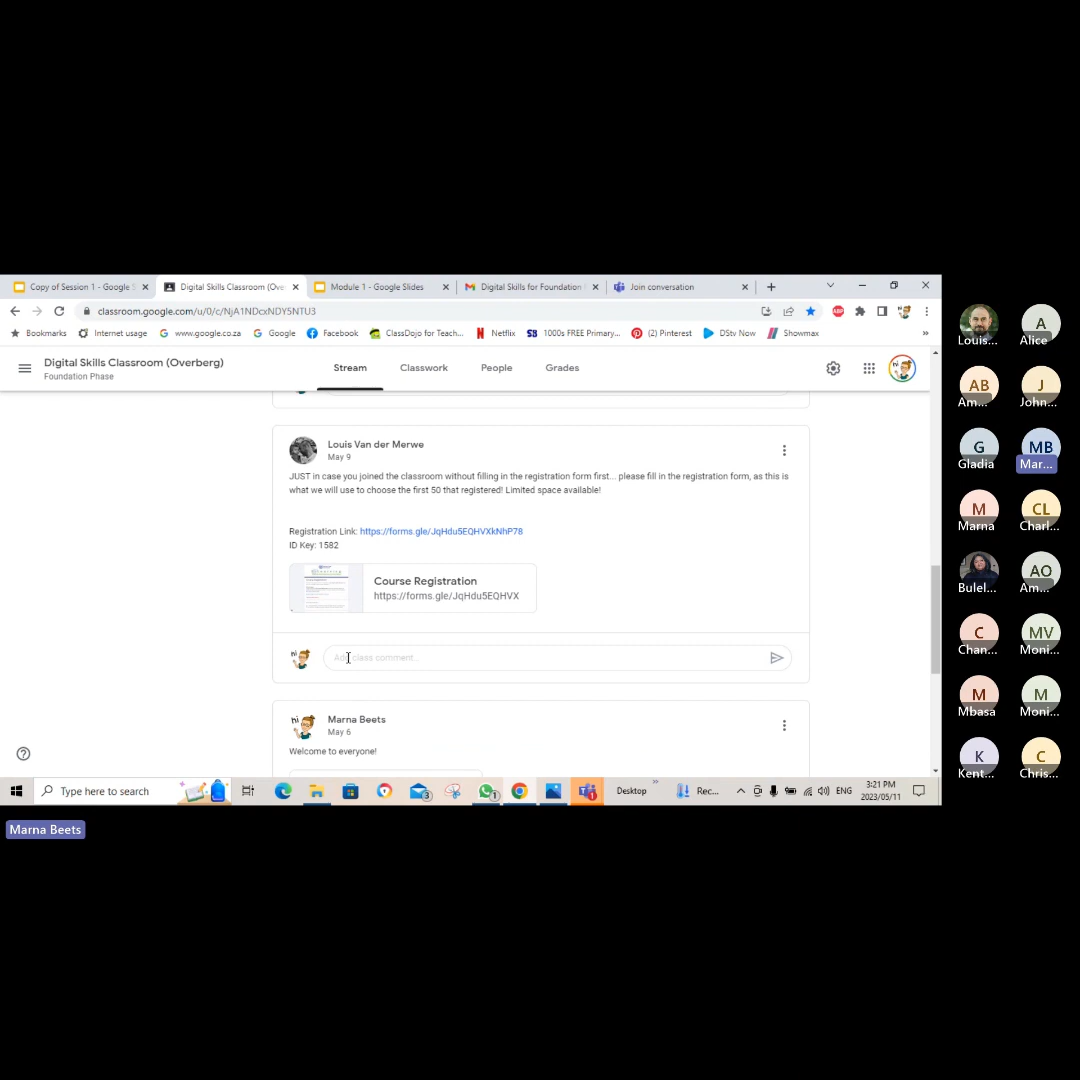 Copy of Session 1 - Google S
Digital Skills Classroom (Ove
Module 1 - Google Slides
Digital Skills for Foundation
Join conversation
classroom.google.com/u/0/c/NjA1NDcxNDY5NTU3
ABP
Bookmarks
Internet usage
www.google.co.za
Google
Facebook
ClassDojo for Teach...
Netflix
1000s FREE Primary...
(2) Pinterest
DStv Now
Showmax
Digital Skills Classroom (Overberg)
Foundation Phase
Stream
Classwork
People
Grades
Louis Van der Merwe
May 9
JUST in case you joined the classroom without filling in the registration form first... please fill in the registration form, as this is
what we will use to choose the first 50 that registered! Limited space available!
Registration Link: https://forms.gle/JqHdu5EQHVXkNhP78
ID Key: 1582
Course Registration
https://forms.gle/JqHdu5EQHVX
hi
Add class comment...
hi
Marna Beets
May 6
Welcome to everyone!
Type here to search
3
1
1
Desktop
Rec...
ENG
3:21 PM
2023/05/11
Louis...
A
Alice
AB
Am...
J
John...
G
Gladia
MB
Mar...
M
Marna
CL
Charl...
Bulel...
AO
Am...
C
Chan...
MV
Moni...
M
Mbasa
M
Moni...
K
Kent...
C
Chris...
Marna Beets